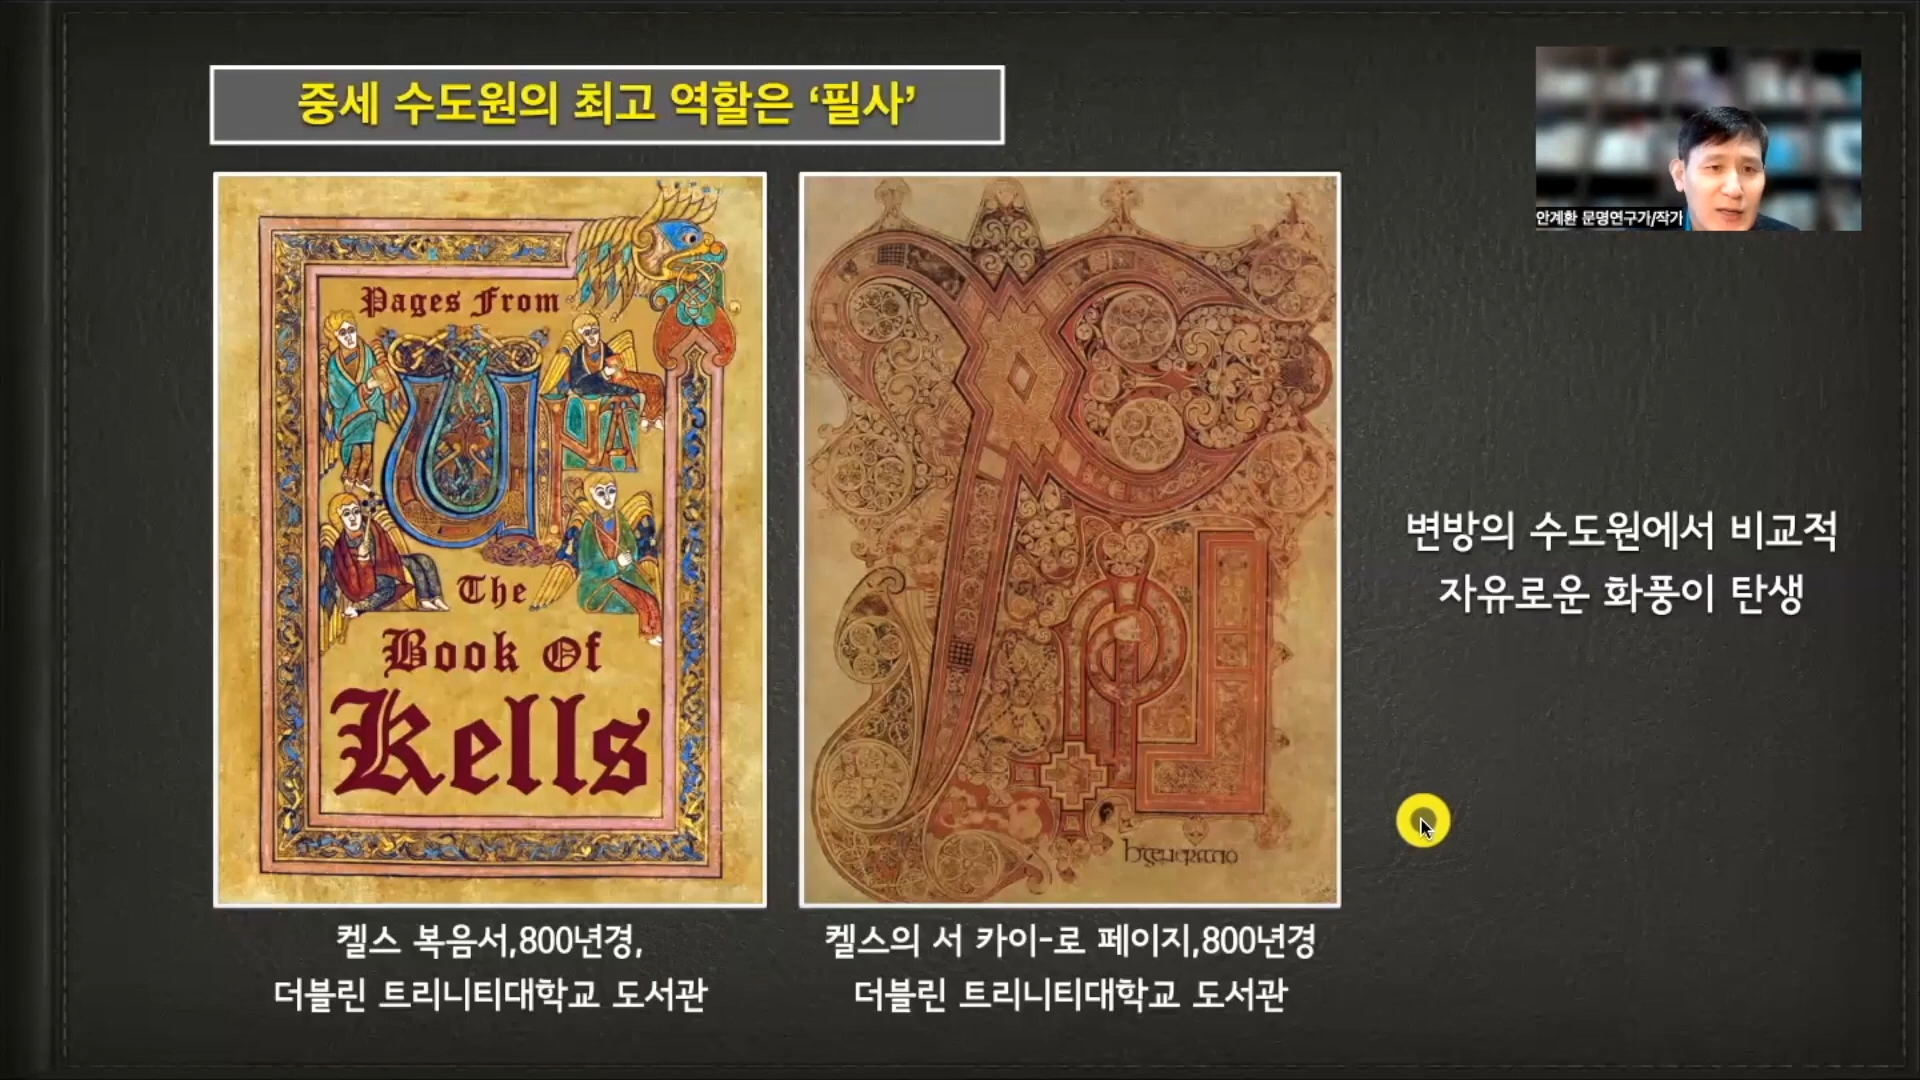 중세 수도원의 최고 역할은 ‘필사’
안계환 문명연구가/작가
Pages From
UNA
The
Book Of
Kells
변방의 수도원에서 비교적
자유로운 화풍이 탄생
켈스 복음서,800년경,
더블린 트리니티대학교 도서관
켈스의 서 카이-로 페이지,800년경
더블린 트리니티대학교 도서관